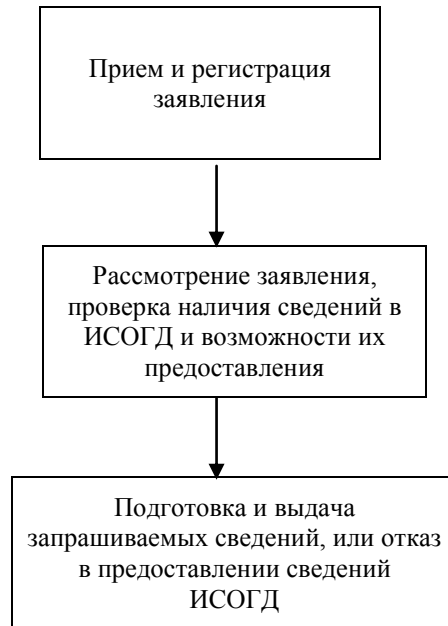 Прием и регистрация
заявления
Рассмотрение заявления,
проверка наличия сведений в
ИСОГД и возможности их
предоставления
Подготовка и выдача
запрашиваемых сведений, или отказ
в предоставлении сведений
ИСОГД